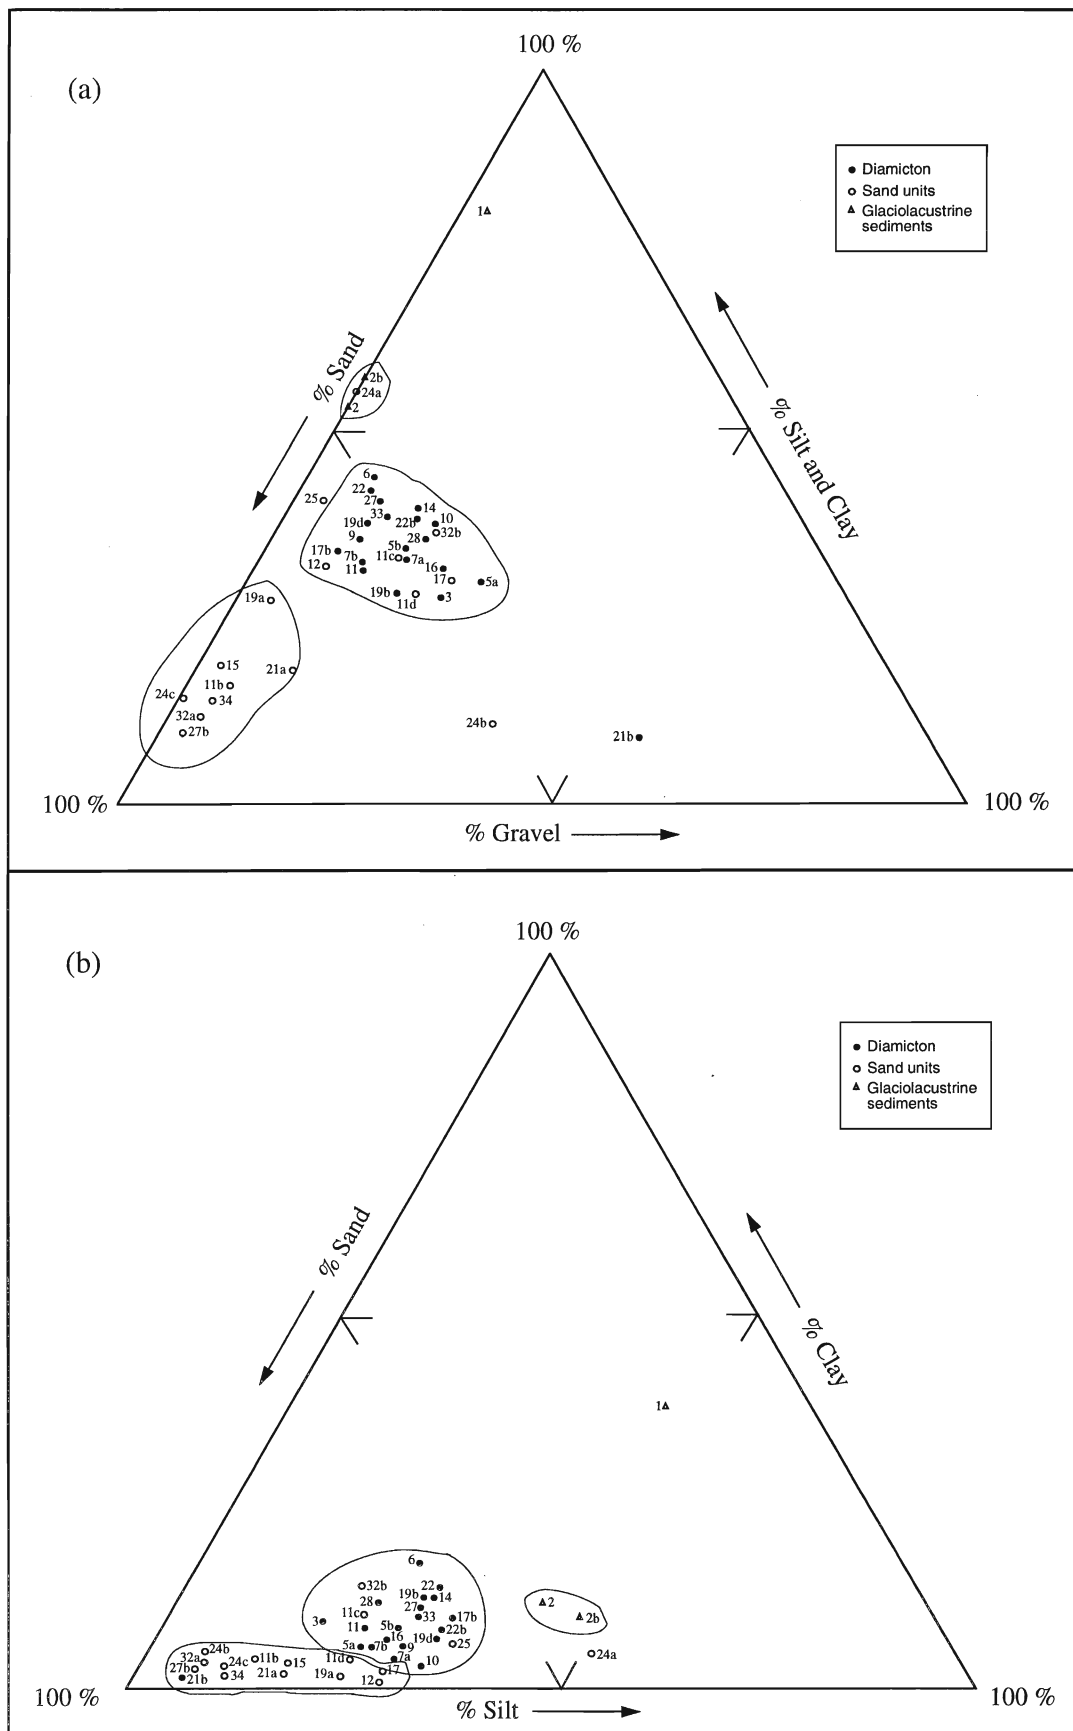 100 %
(a)
Diamicton
Sand units
Glaciolacustrine
sediments
1
% Sand
2b
24a
2
% Silt and Clay
6
22
25
27
14
33
19d
22b
10
32b
9
28
17b
5b
7b
11c
7a
12
11
16
17
5a
19b
11d
3
19a
15
21a
11b
24c
34
32a
27b
24b
21b
100 %
100 %
% Gravel
100 %
(b)
Diamicton
Sand units
Glaciolacustrine
sediments
% Sand
% Clay
1
6
32b
22
19b
14
28
27
2
11c
33
17b
2b
3
11
5b
22b
16
19d
25
5a
7b
9
24b
24a
32a
11b
11d
7a
24c
15
10
27b
17
21b
34
21a
19a
12
100 %
100 %
% Silt